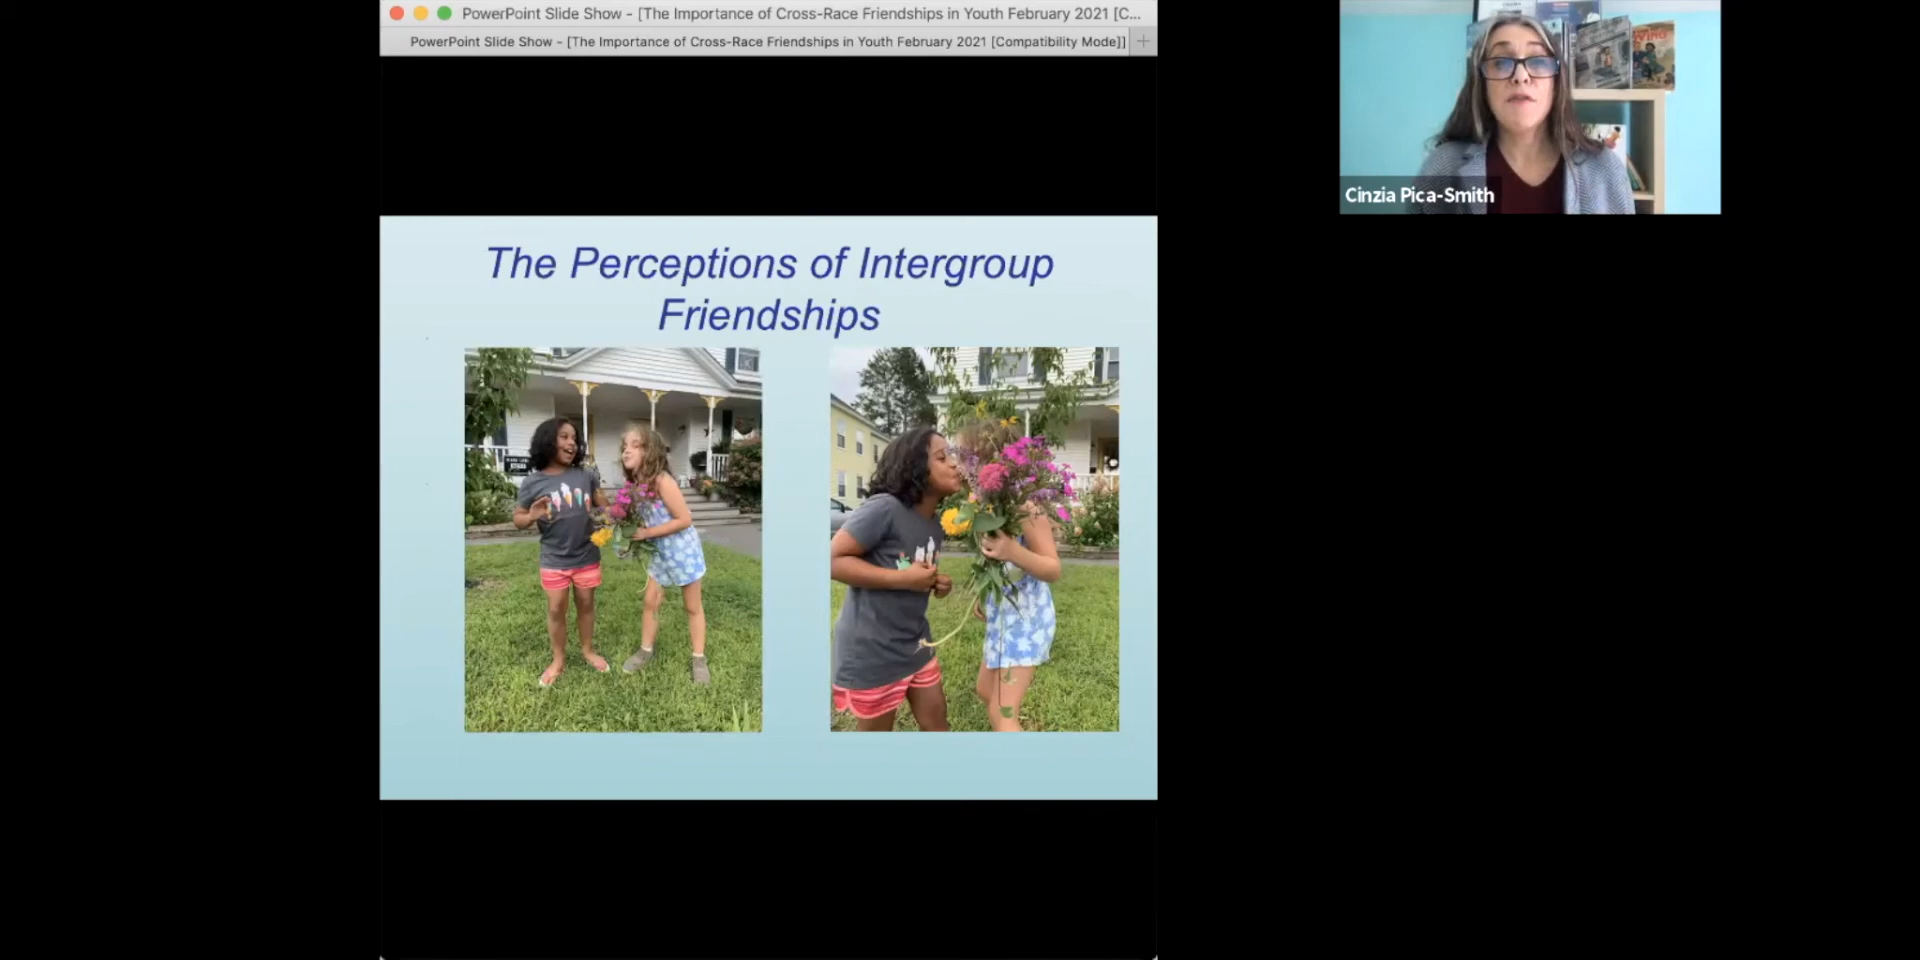 PowerPoint Slide Show - [The Importance of Cross-Race Friendships in Youth February 2021 [C...
PowerPoint Slide Show - [The Importance of Cross-Race Friendships in Youth February 2021 [Compatibility Mode]]
The Perceptions of Intergroup
Friendships
Cinzia Pica-Smith